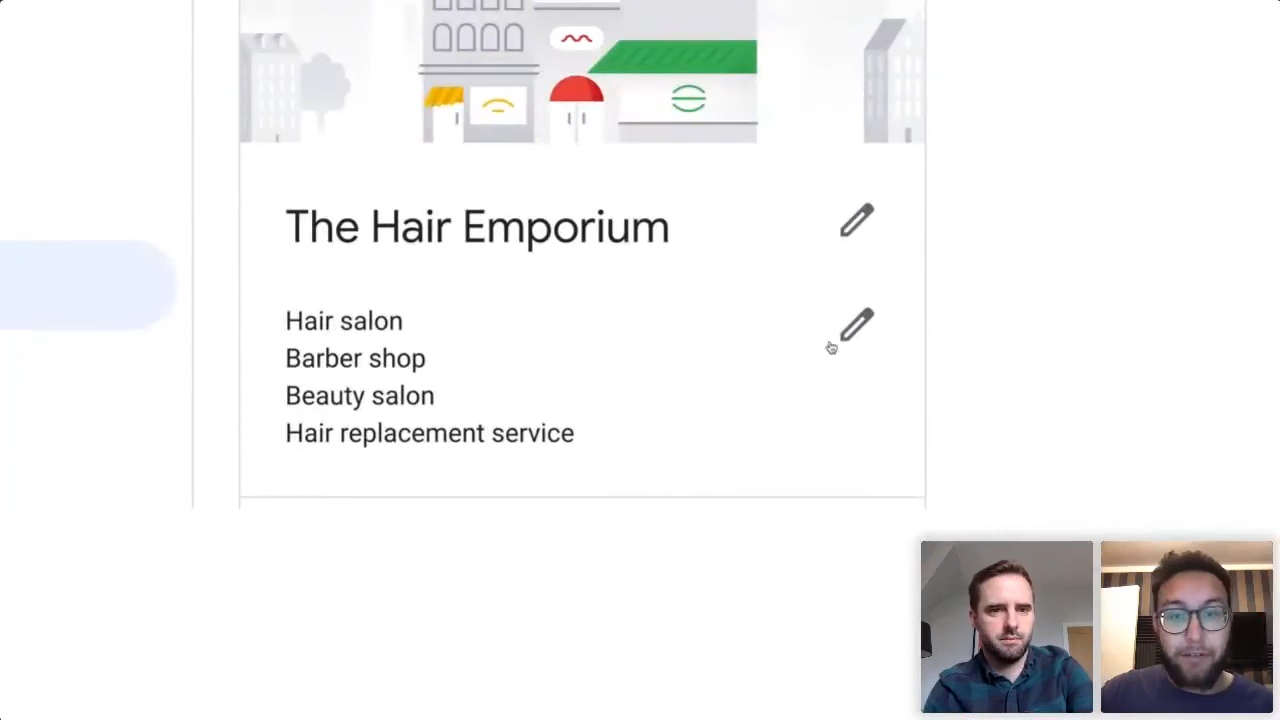 The Hair Emporium
Hair salon
Barber shop
Beauty salon
Hair replacement service